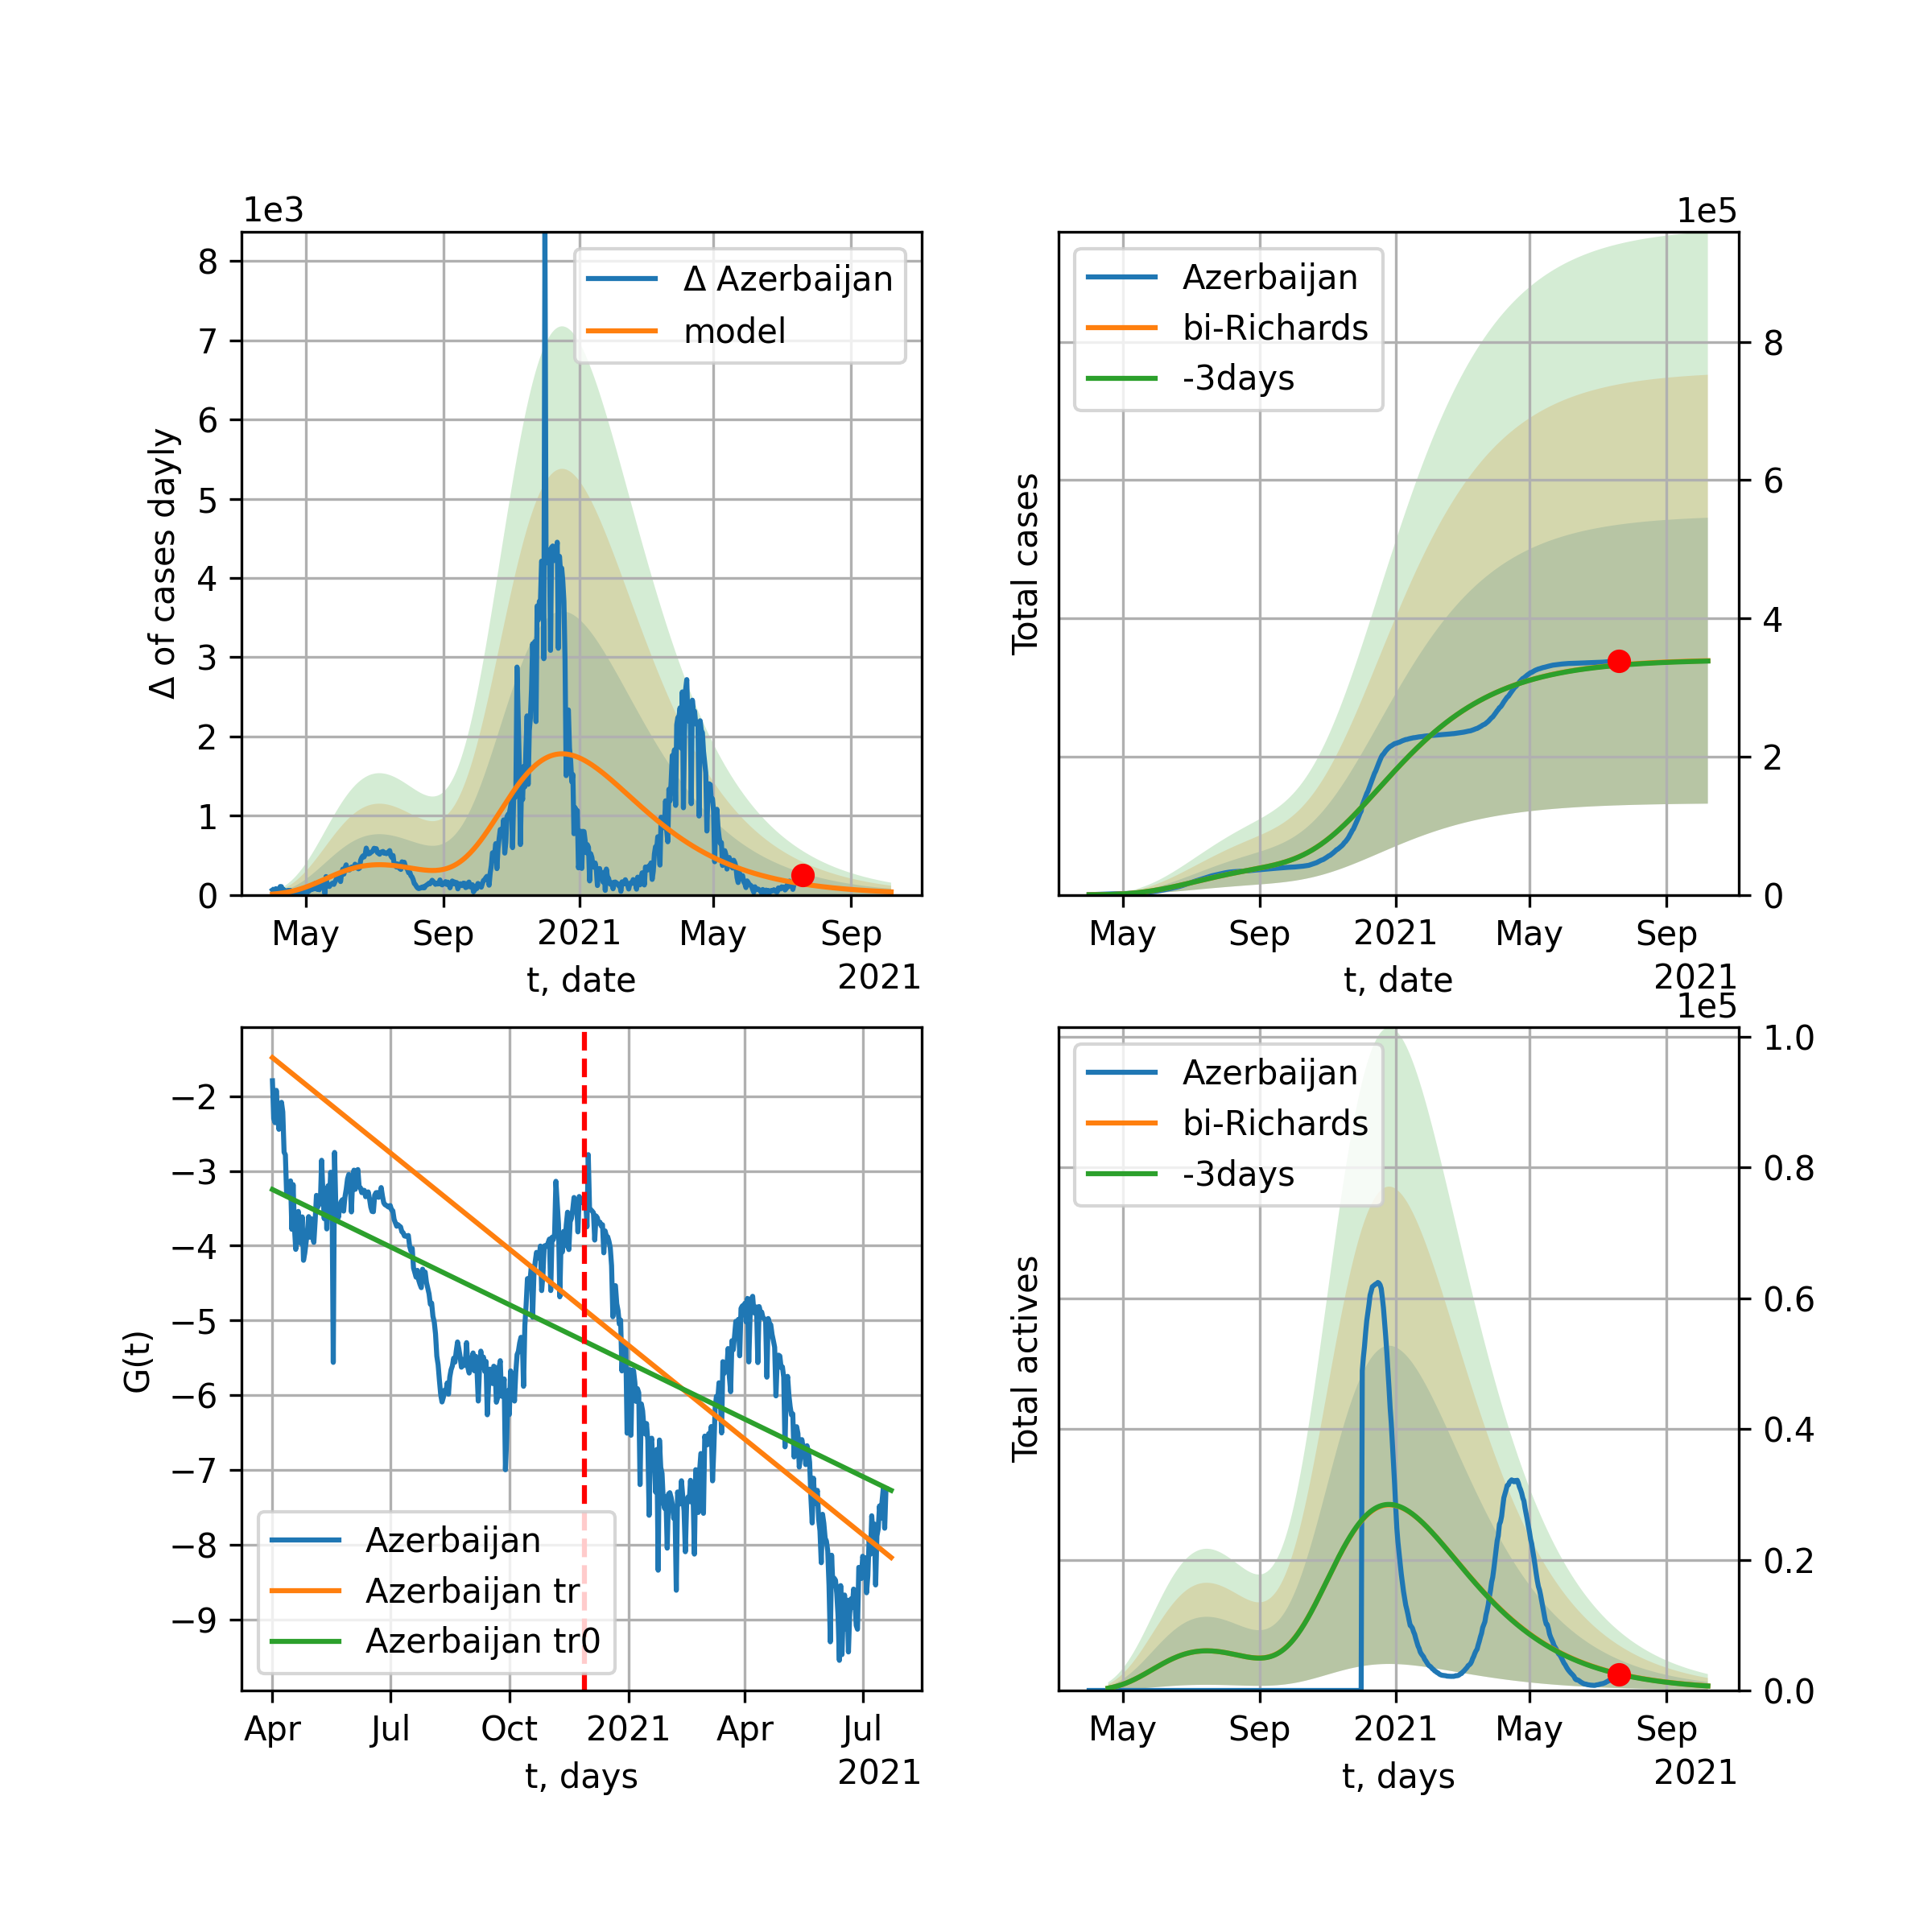 1e3
8
7
6
5
4
3
2
1
0
Δ of cases dayly
Δ Azerbaijan
model
May Sep 2021 May Sep
t, date
2021
1e5
Azerbaijan
bi-Richards
-3days
Total cases
8
6
4
2
0
May Sep 2021 May Sep
t, date
2021
−2
−3
−4
−5
−6
−7
−8
−9
G(t)
Azerbaijan
Azerbaijan tr
Azerbaijan tr0
Apr Jul Oct 2021 Apr Jul
t, days
2021
1e5
Azerbaijan
bi-Richards
-3days
Total actives
1.0
0.8
0.6
0.4
0.2
0.0
May Sep 2021 May Sep
t, days
2021